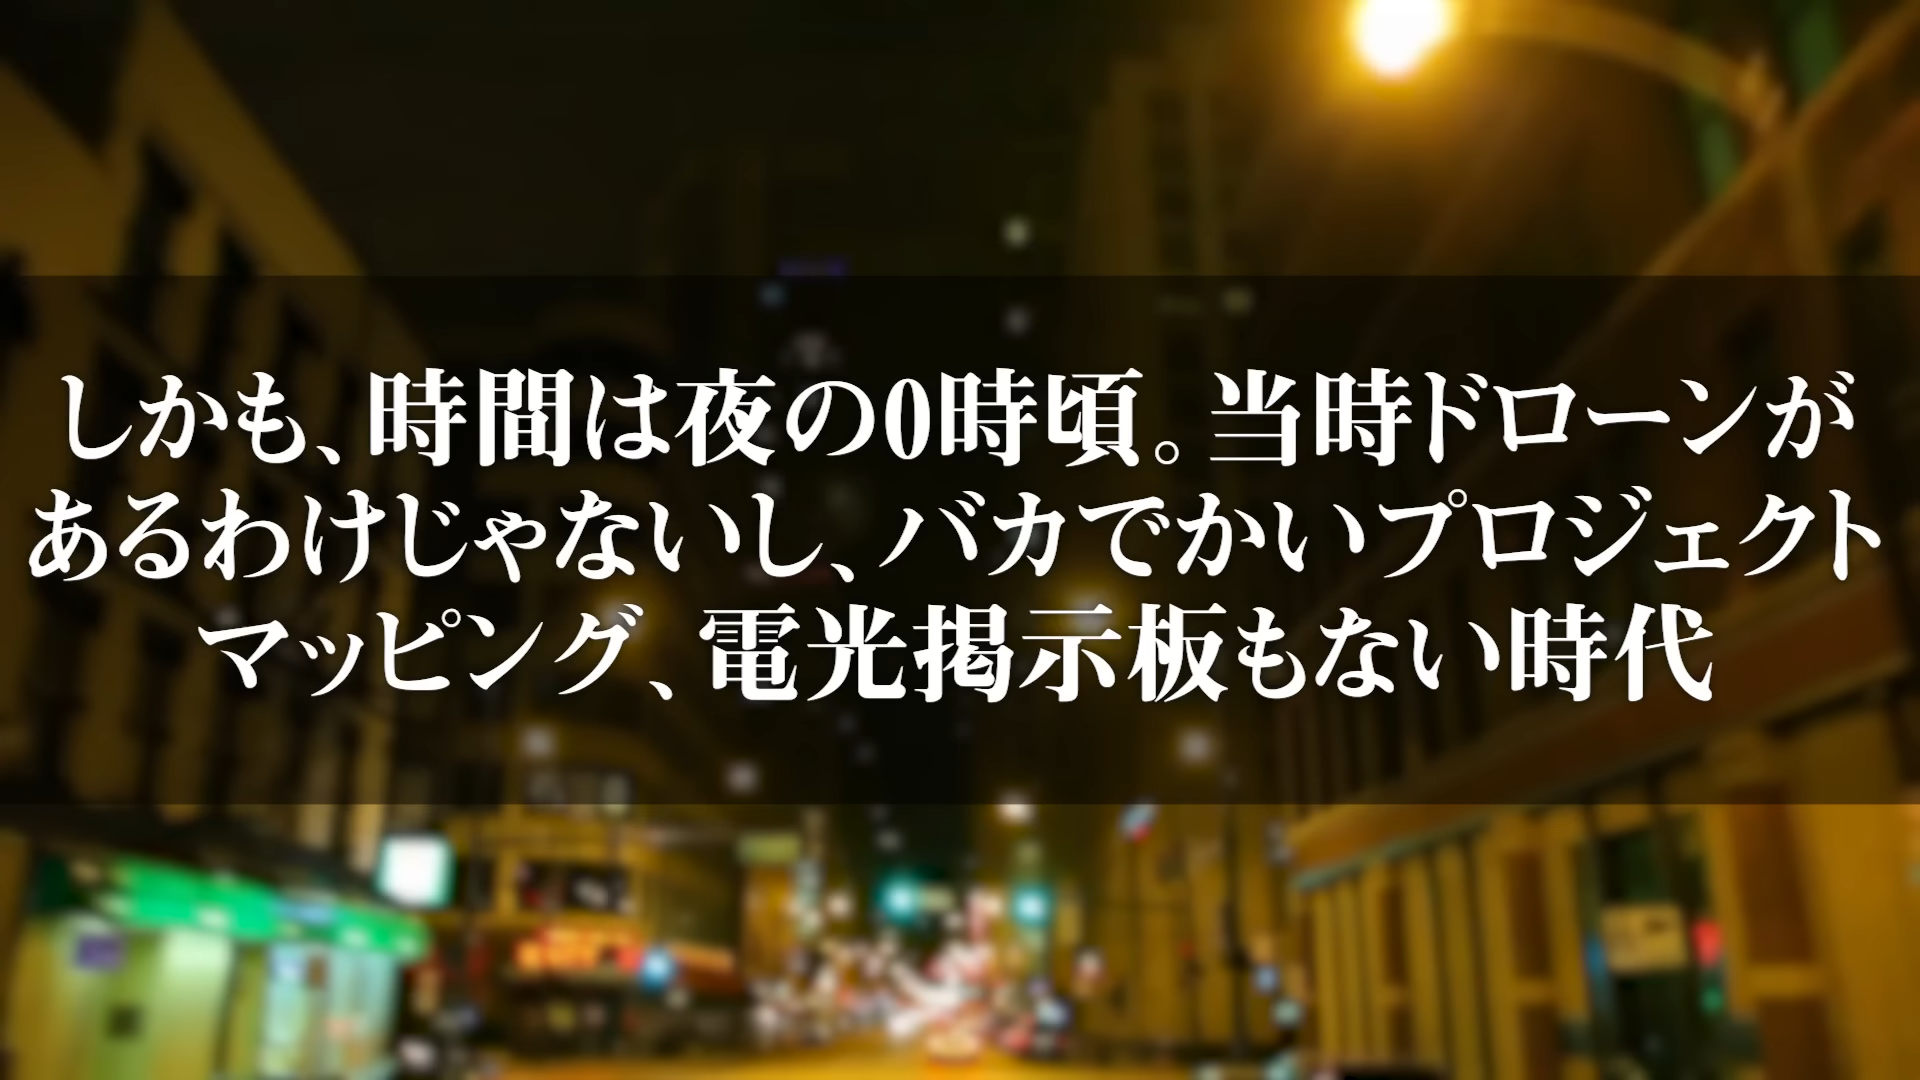 しかも、時間は夜の0時頃。当時ドローンが
あるわけじゃないし、バカでかいプロジェクト
マッピング、電光掲示板もない時代